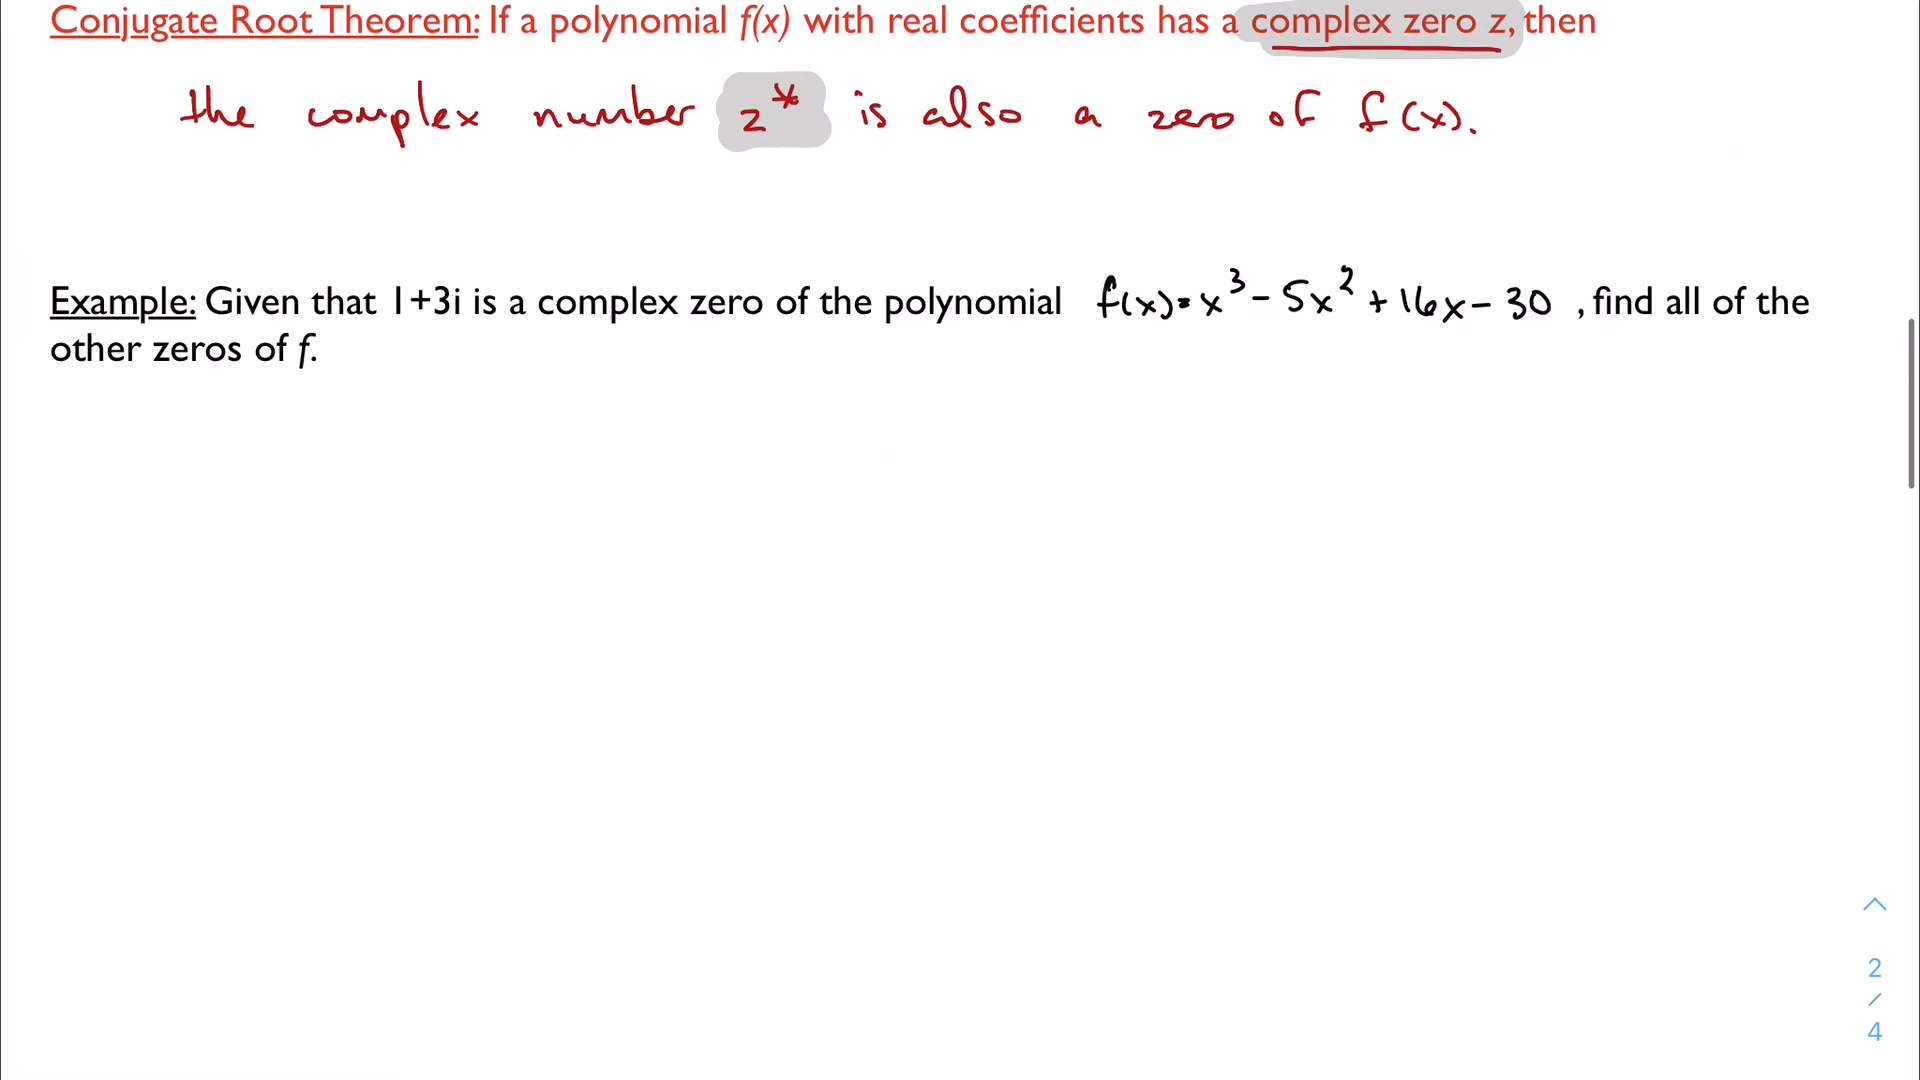 Conjugate Root Theorem: If a polynomial f(x) with real coefficients has a complex zero z, then
the complex number z* is also a zero of f(x).
Example: Given that 1+3i is a complex zero of the polynomial f(x)=x³-5x²+16x-30, find all of the
other zeros of f.
2
/
4